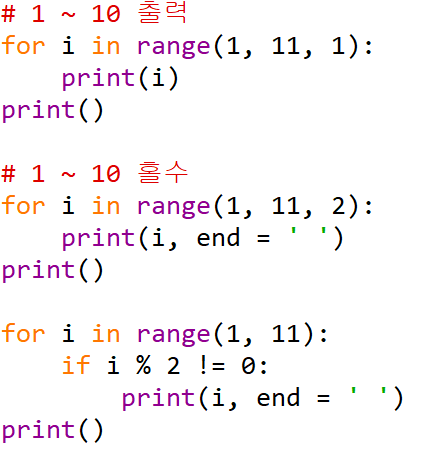 # 1 ~ 10 출력
for i in range(1, 11, 1):
    print(i)
print()

# 1 ~ 10 홀수
for i in range(1, 11, 2):
    print(i, end = ' ')
print()

for i in range(1, 11):
    if i % 2 != 0:
        print(i, end = ' ')
print()